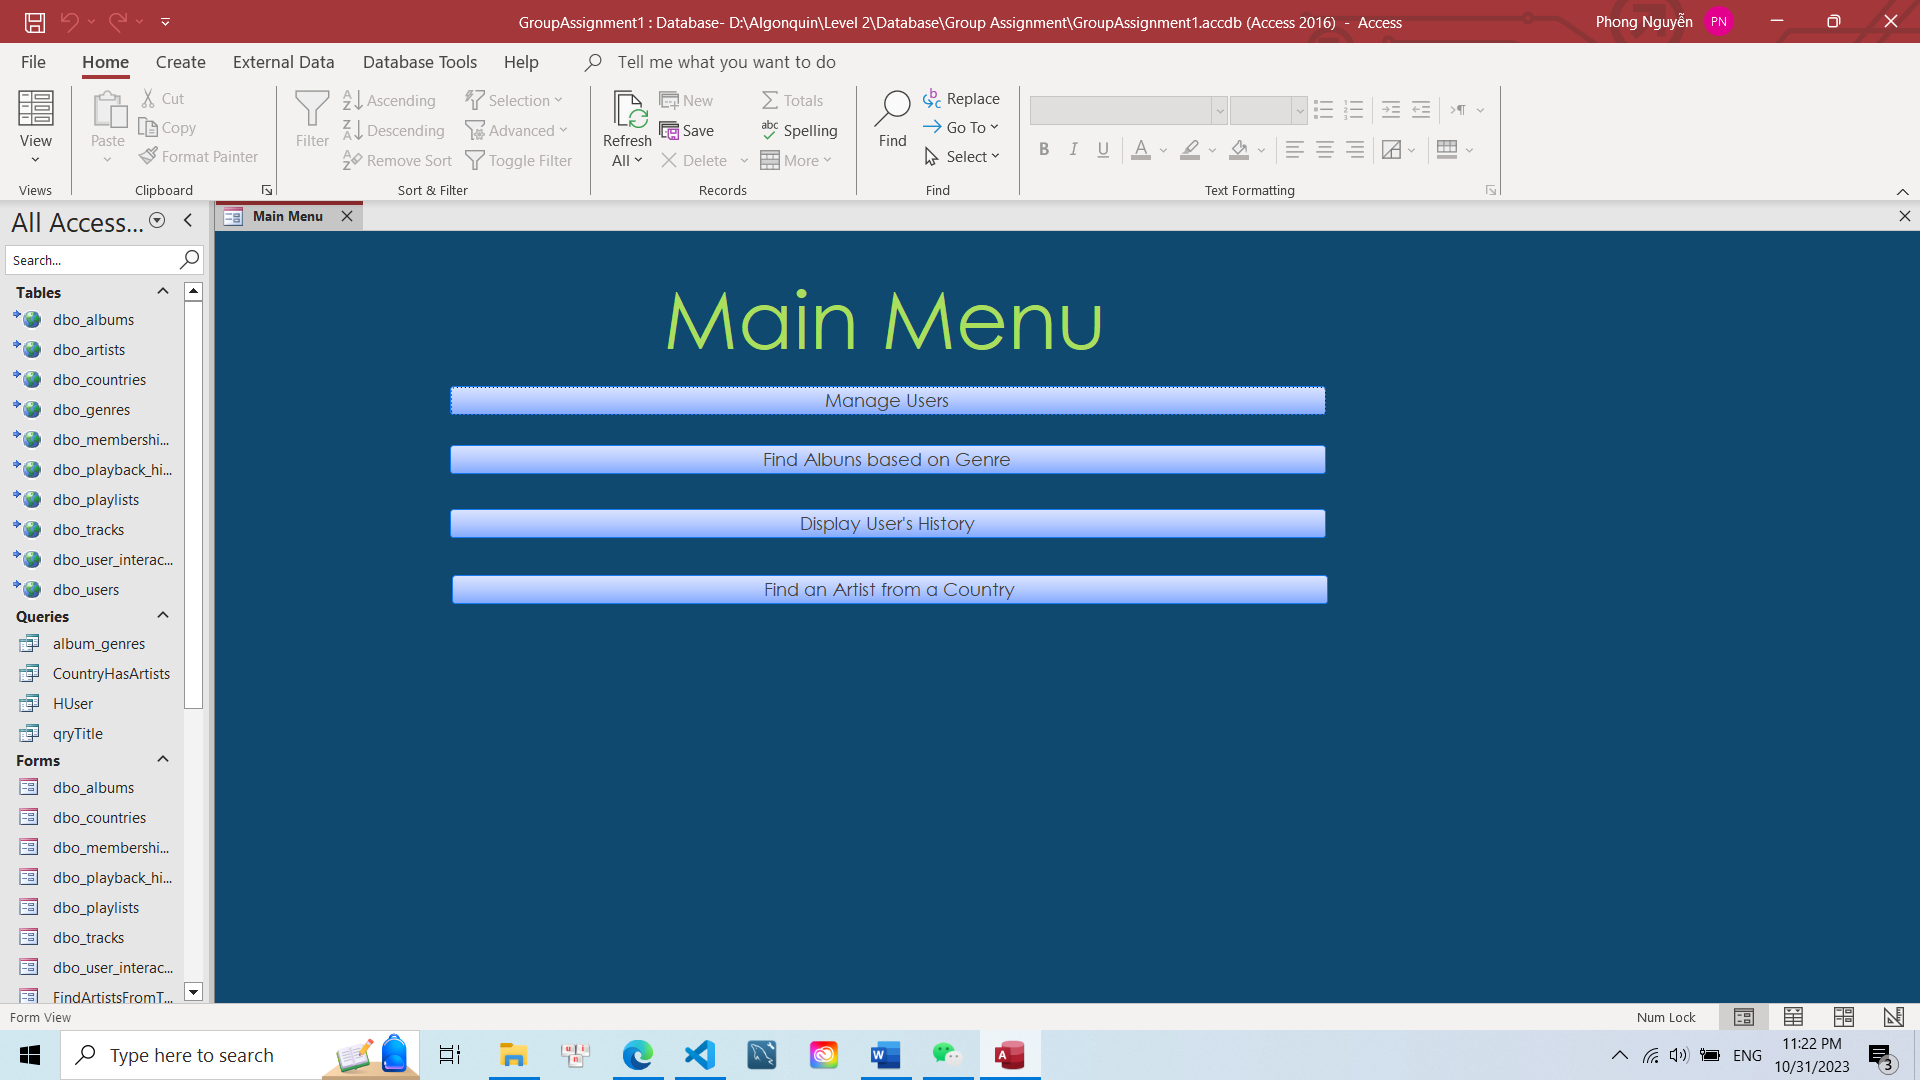 GroupAssignment1 : Database- D:\Algonquin\Level 2\Database\Group Assignment\GroupAssignment1.accdb (Access 2016)  -  Access
Phong Nguyễn PN
File Home Create External Data Database Tools Help Tell me what you want to do
View
Views
Paste
Cut
Copy
Format Painter
Clipboard
Filter
Ascending
Descending
Remove Sort
Selection
Advanced
Toggle Filter
Sort & Filter
Refresh
All
New
Save
Delete
Totals
Spelling
More
Records
Find
Replace
Go To
Select
Find
B I U A
Text Formatting
All Access...
Search...
Tables
dbo_albums
dbo_artists
dbo_countries
dbo_genres
dbo_membershi...
dbo_playback_hi...
dbo_playlists
dbo_tracks
dbo_user_interac...
dbo_users
Queries
album_genres
CountryHasArtists
HUser
qryTitle
Forms
dbo_albums
dbo_countries
dbo_membershi...
dbo_playback_hi...
dbo_playlists
dbo_tracks
dbo_user_interac...
FindArtistsFromT...
Main Menu
Main Menu
Manage Users
Find Albuns based on Genre
Display User's History
Find an Artist from a Country
Form View
Num Lock
Type here to search
ENG
11:22 PM
10/31/2023
3